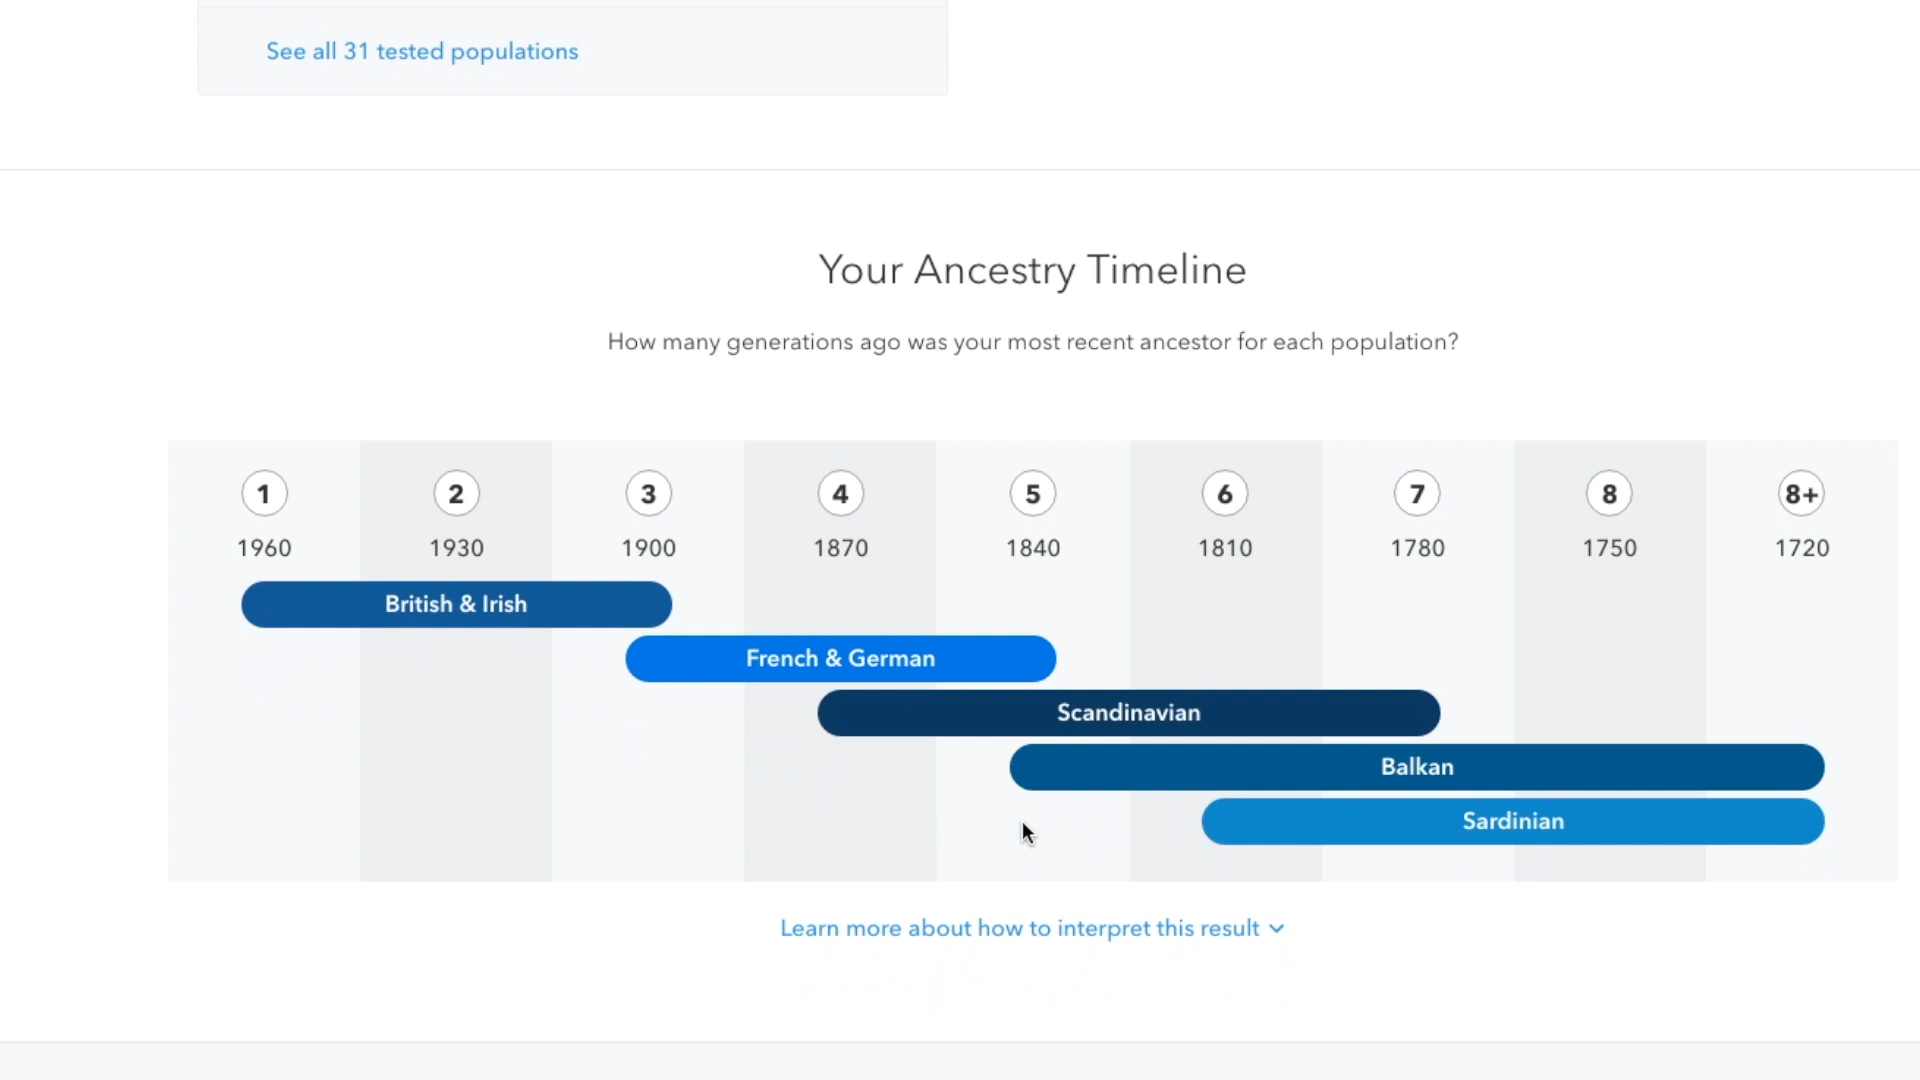 See all 31 tested populations
Your Ancestry Timeline
How many generations ago was your most recent ancestor for each population?
1 2 3 4 5 6 7 8 8+
1960 1930 1900 1870 1840 1810 1780 1750 1720
British & Irish
French & German
Scandinavian
Balkan
Sardinian
Learn more about how to interpret this result